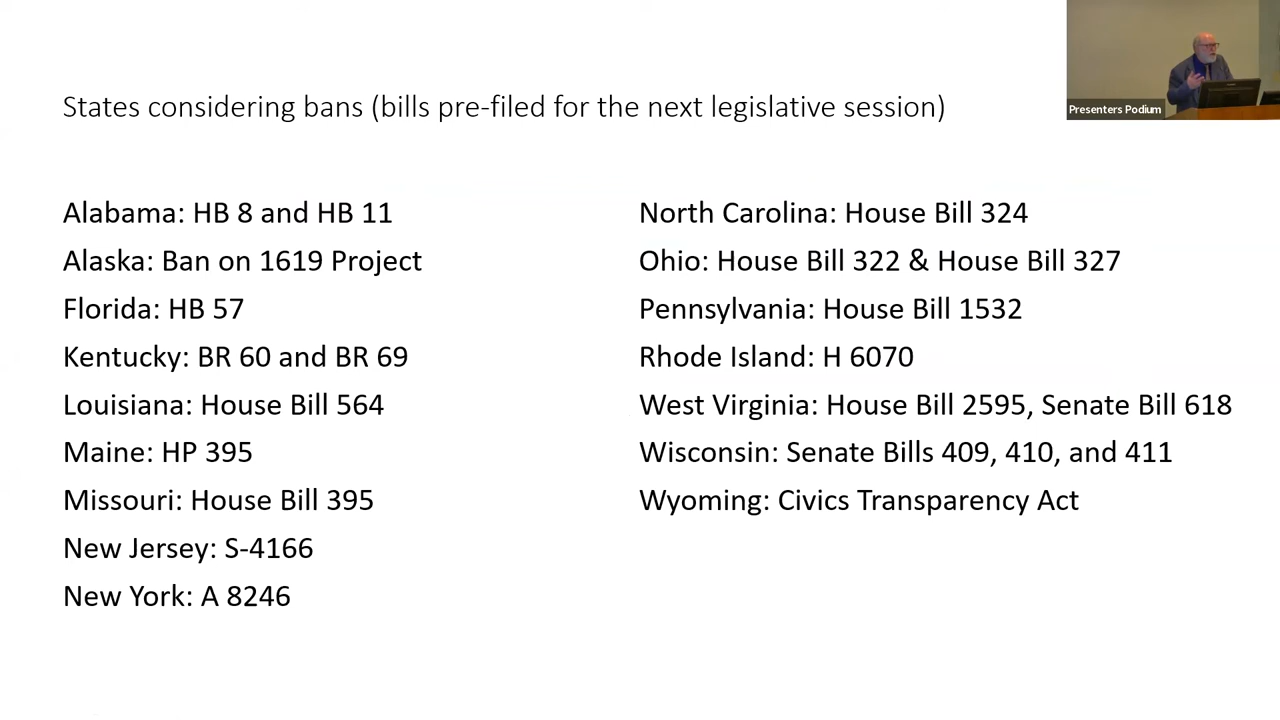 Presenters Podium
States considering bans (bills pre-filed for the next legislative session)
Alabama: HB 8 and HB 11
Alaska: Ban on 1619 Project
Florida: HB 57
Kentucky: BR 60 and BR 69
Louisiana: House Bill 564
Maine: HP 395
Missouri: House Bill 395
New Jersey: S-4166
New York: A 8246
North Carolina: House Bill 324
Ohio: House Bill 322 & House Bill 327
Pennsylvania: House Bill 1532
Rhode Island: H 6070
West Virginia: House Bill 2595, Senate Bill 618
Wisconsin: Senate Bills 409, 410, and 411
Wyoming: Civics Transparency Act